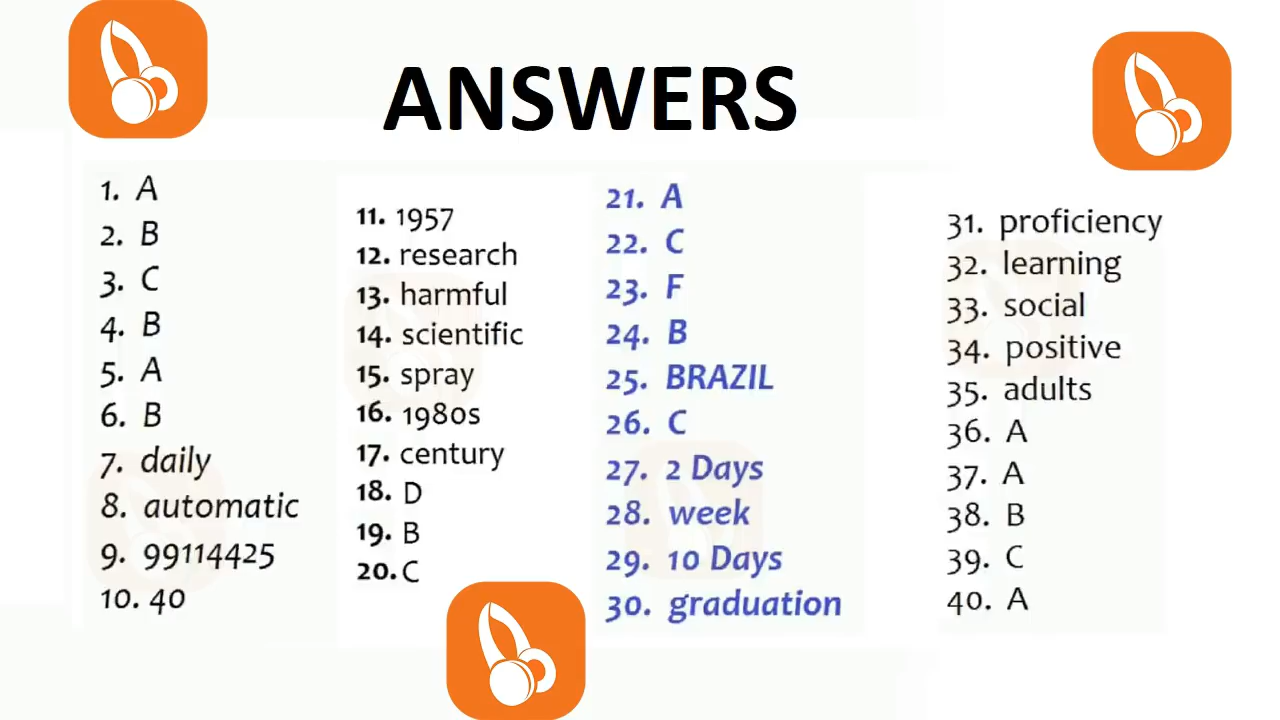 ANSWERS
1. A
2. B
3. C
4. B
5. A
6. B
7. daily
8. automatic
9. 99114425
10. 40
11. 1957
12. research
13. harmful
14. scientific
15. spray
16. 1980s
17. century
18. D
19. B
20. C
21. A
22. C
23. F
24. B
25. BRAZIL
26. C
27. 2 Days
28. week
29. 10 Days
30. graduation
31. proficiency
32. learning
33. social
34. positive
35. adults
36. A
37. A
38. B
39. C
40. A